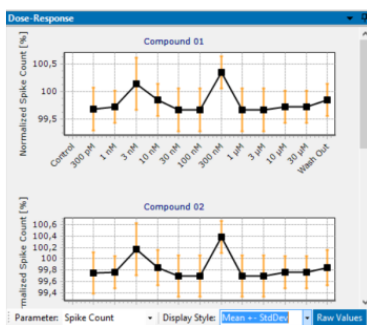 Dose-Response
Compound 01
Normalized Spike Count [%]
100,5
100
99,5
Control
300 pM
1 nM
3 nM
10 nM
30 nM
100 nM
300 nM
1 µM
3 µM
10 µM
30 µM
Wash Out
Compound 02
rmalized Spike Count [%]
100,6
100,4
100,2
100
99,8
99,6
99,4
Parameter: Spike Count Display Style: Mean +- StdDev Raw Values